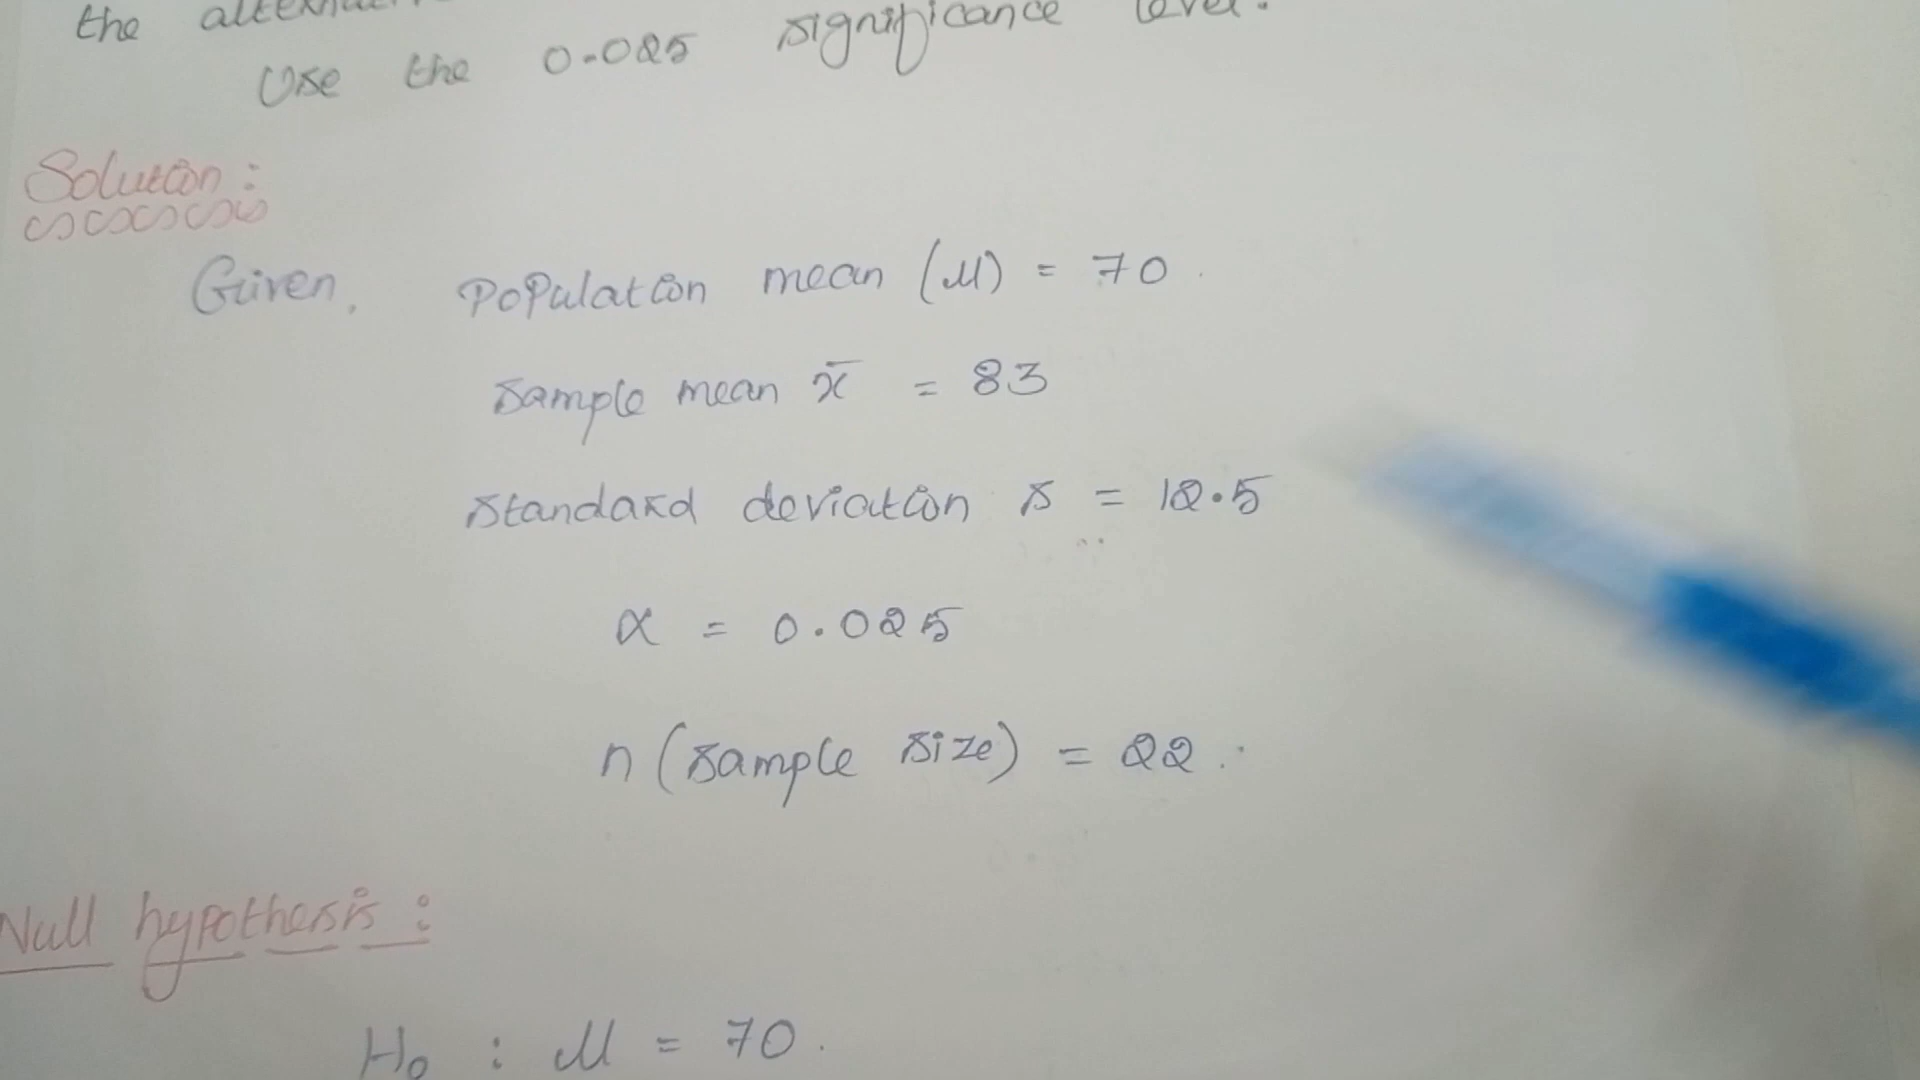 the
Use the 0.025 significance level.
Solution:
Given, Population mean (μ) = 70.
Sample mean x̄ = 83
Standard deviation s = 12.5
α = 0.025
n (sample size) = 22.
Null hypothesis:
H₀ : μ = 70.